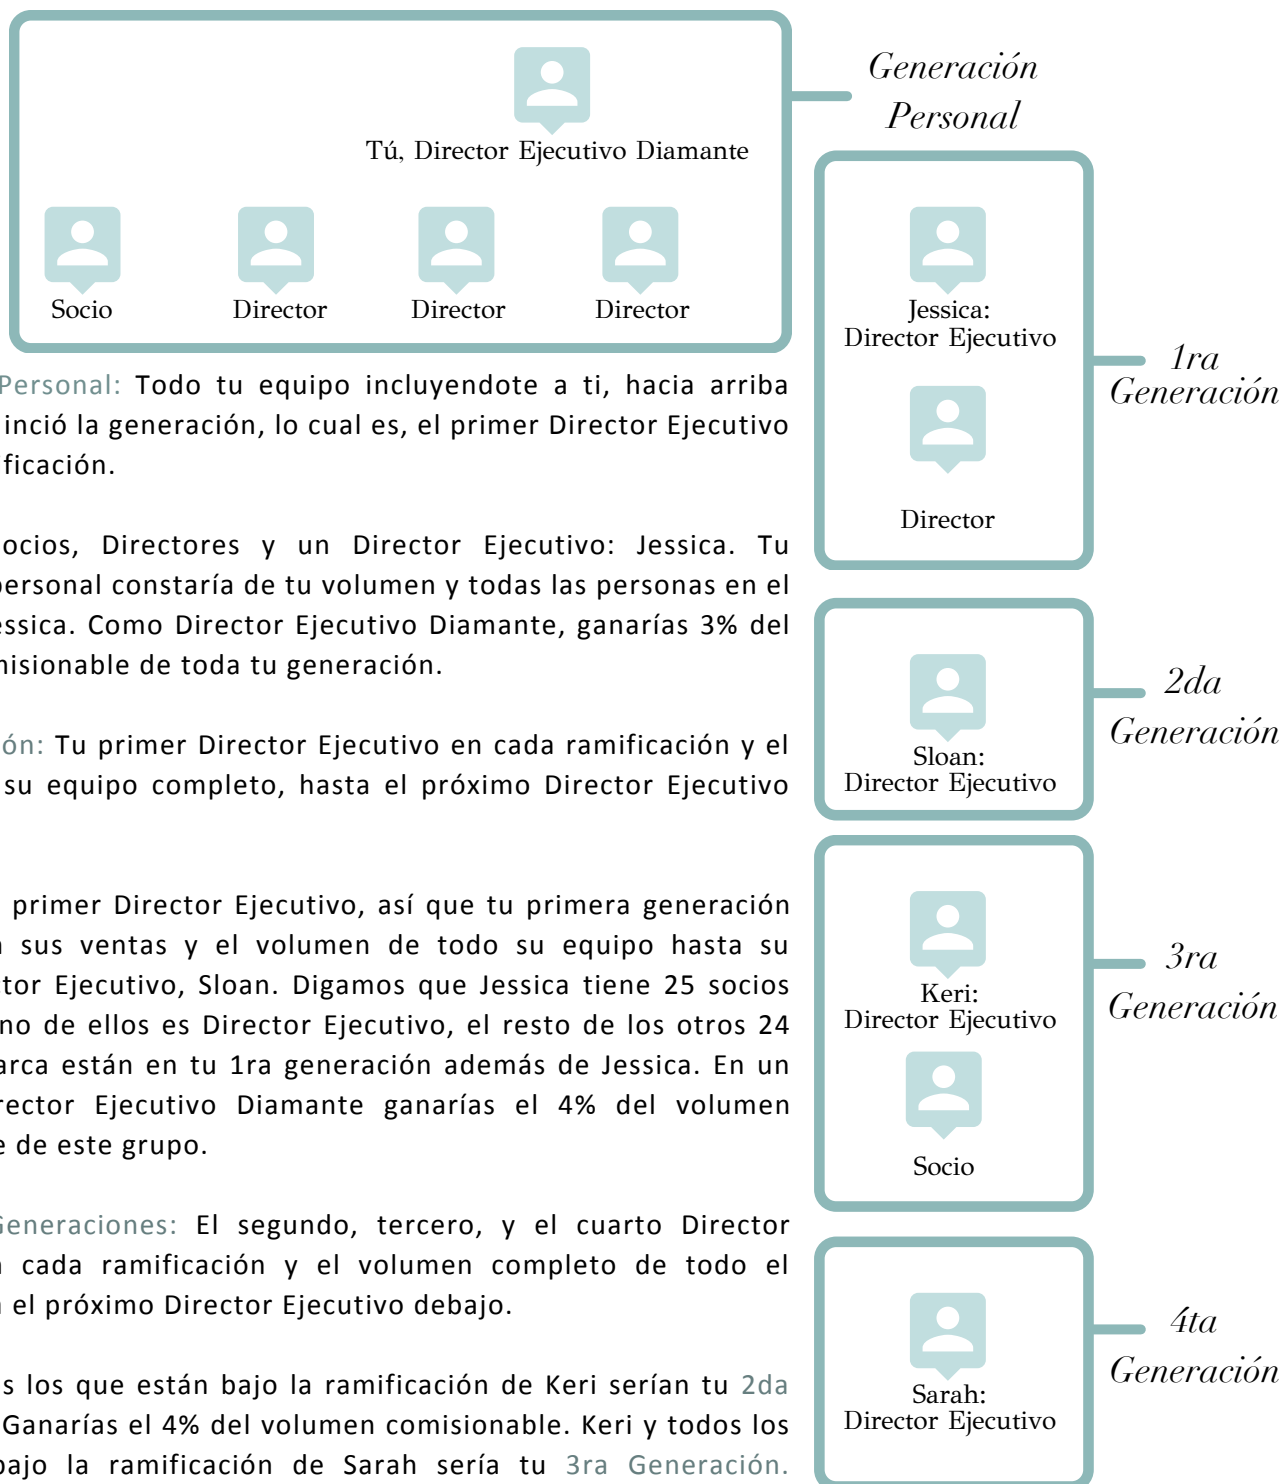 Generación
Personal
Tú, Director Ejecutivo Diamante
Socio
Director
Director
Director
Personal: Todo tu equipo incluyendote a ti, hacia arriba
inció la generación, lo cual es, el primer Director Ejecutivo
ficación.
ocios, Directores y un Director Ejecutivo: Jessica. Tu
personal constaría de tu volumen y todas las personas en el
essica. Como Director Ejecutivo Diamante, ganarías 3% del
misionable de toda tu generación.
ón: Tu primer Director Ejecutivo en cada ramificación y el
su equipo completo, hasta el próximo Director Ejecutivo
primer Director Ejecutivo, así que tu primera generación
sus ventas y el volumen de todo su equipo hasta su
ctor Ejecutivo, Sloan. Digamos que Jessica tiene 25 socios
no de ellos es Director Ejecutivo, el resto de los otros 24
arca están en tu 1ra generación además de Jessica. En un
rector Ejecutivo Diamante ganarías el 4% del volumen
e de este grupo.
Generaciones: El segundo, tercero, y el cuarto Director
cada ramificación y el volumen completo de todo el
el próximo Director Ejecutivo debajo.
s los que están bajo la ramificación de Keri serían tu 2da
Ganarías el 4% del volumen comisionable. Keri y todos los
bajo la ramificación de Sarah sería tu 3ra Generación.
Jessica:
Director Ejecutivo
Director
1ra
Generación
Sloan:
Director Ejecutivo
2da
Generación
Keri:
Director Ejecutivo
Socio
3ra
Generación
Sarah:
Director Ejecutivo
4ta
Generación